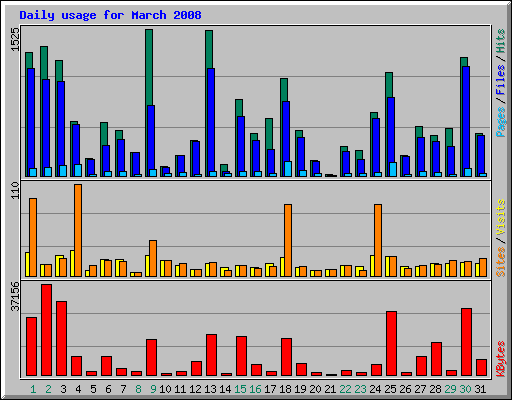 Daily usage for March 2008
1525
Pages/Files/Hits
110
Sites/Visits
37156
KBytes
1 2 3 4 5 6 7 8 9 10 11 12 13 14 15 16 17 18 19 20 21 22 23 24 25 26 27 28 29 30 31